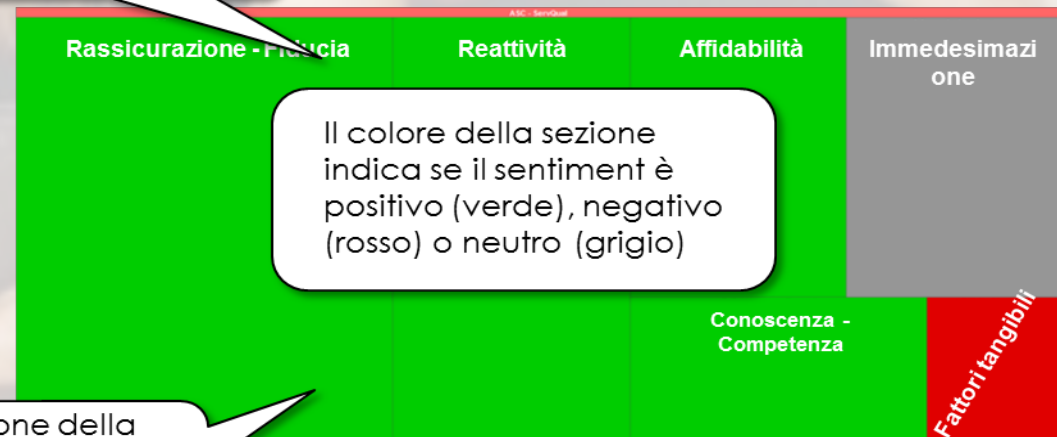 ASC - ServQual
Rassicurazione - Fiducia
Reattività
Affidabilità
Immedesimazi
one
Il colore della sezione
indica se il sentiment è
positivo (verde), negativo
(rosso) o neutro (grigio)
Conoscenza -
Competenza
Fattori tangibili
one della